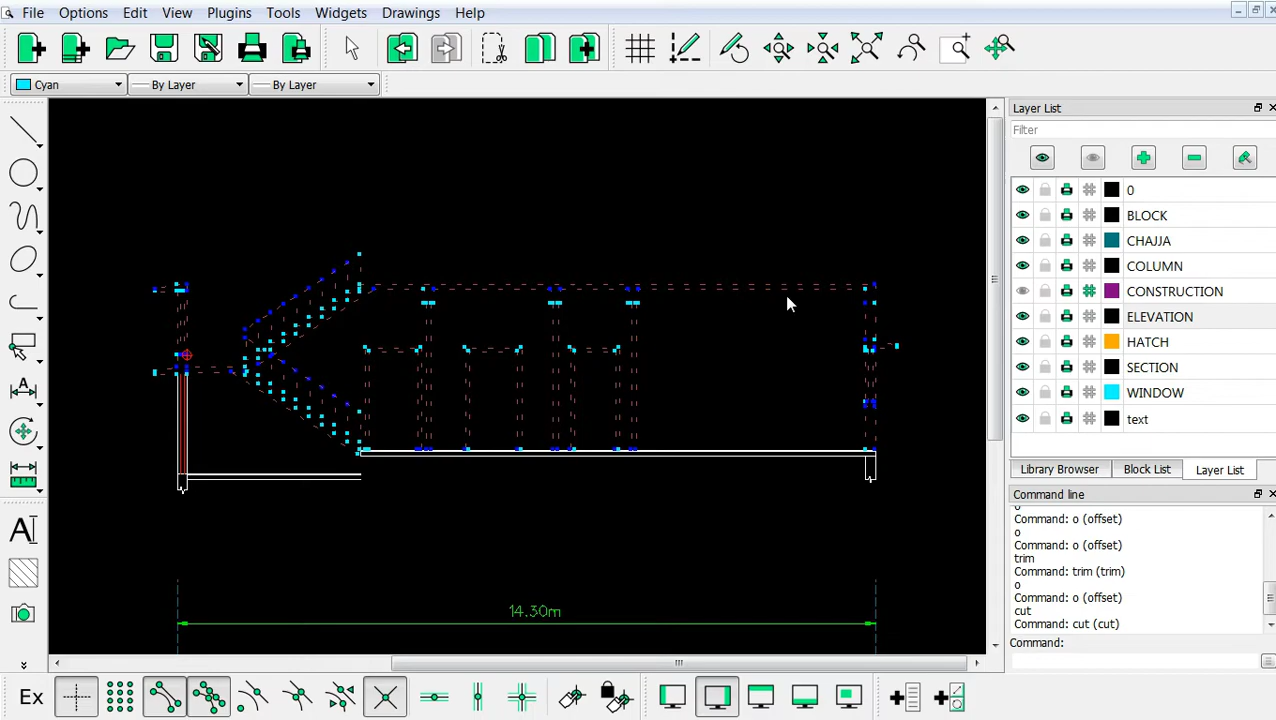 File Options Edit View Plugins Tools Widgets Drawings Help
Cyan By Layer By Layer
Layer List
Filter
0
BLOCK
CHAJJA
COLUMN
CONSTRUCTION
ELEVATION
HATCH
SECTION
WINDOW
text
Library Browser Block List Layer List
Command line
o
Command: o (offset)
o
Command: o (offset)
trim
Command: trim (trim)
o
Command: o (offset)
cut
Command: cut (cut)
Command:
14.30m
A
A
Ex